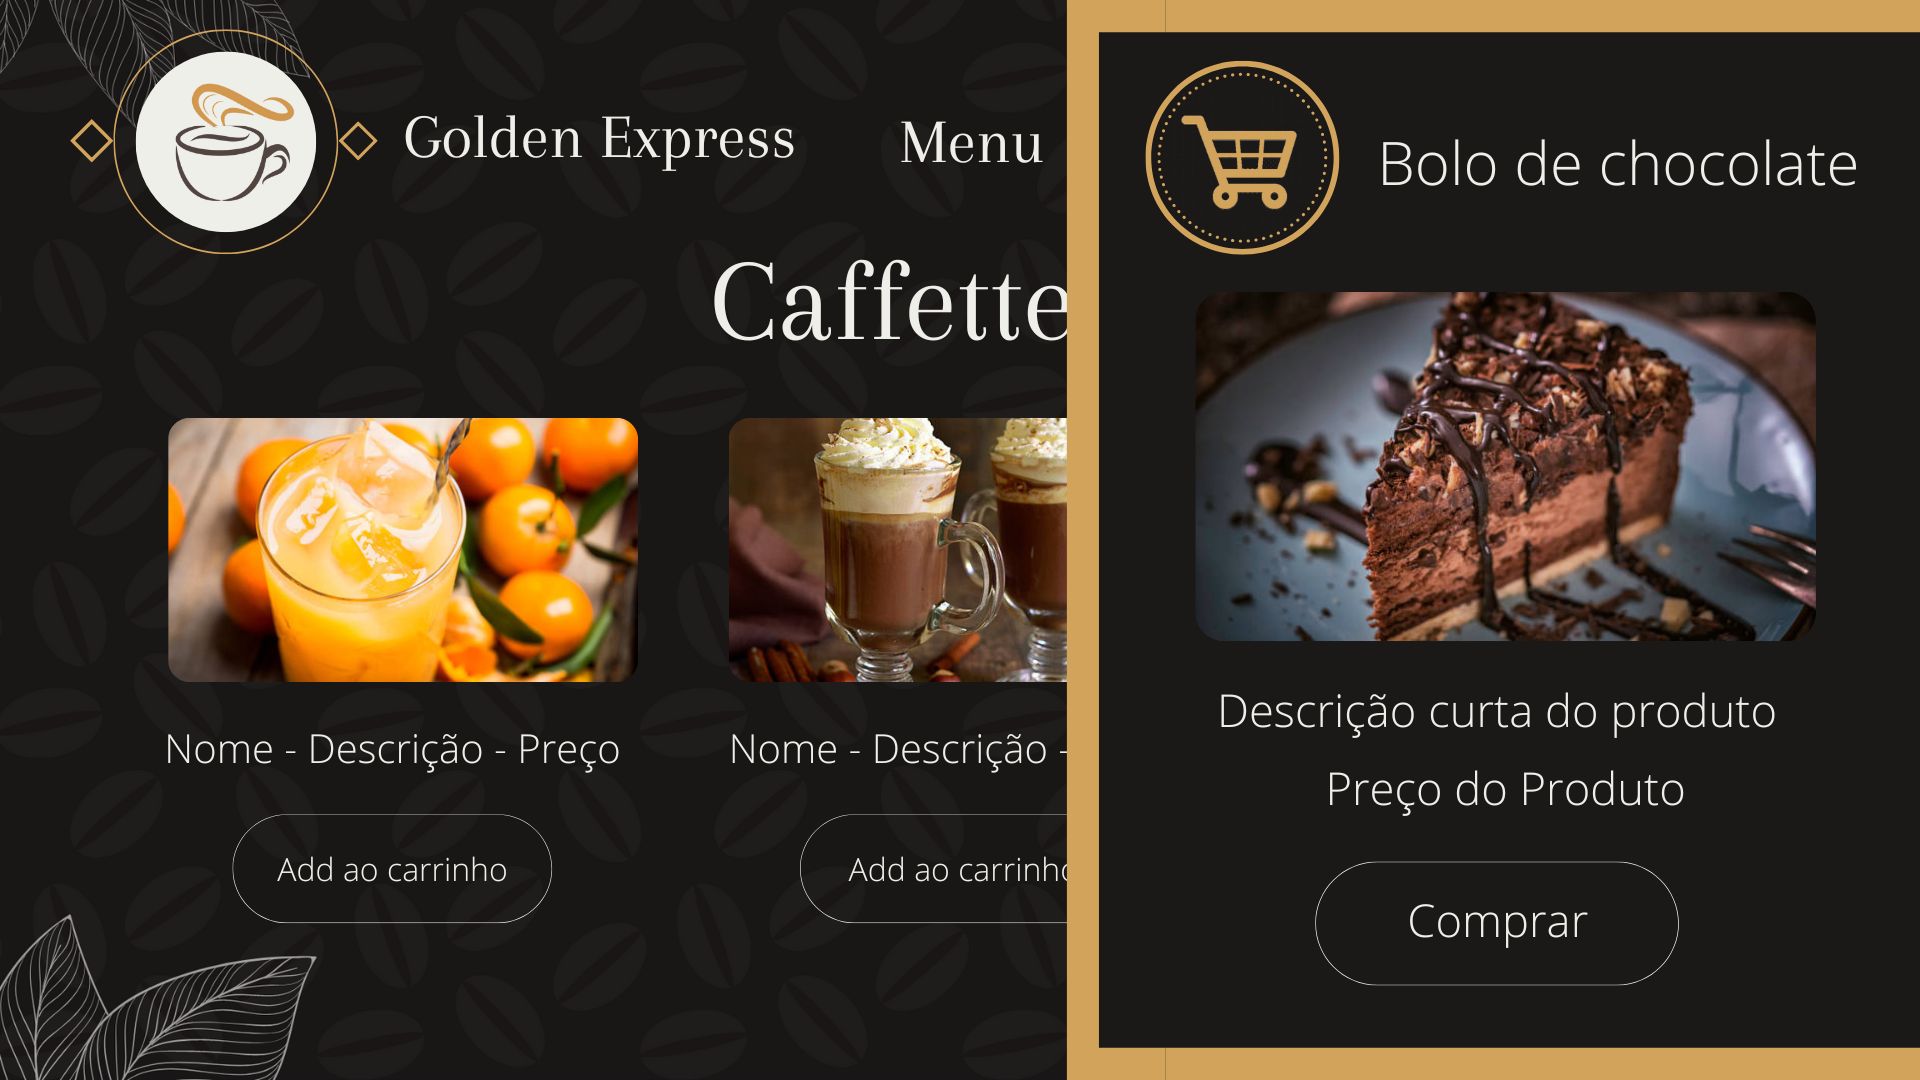 Golden Express
Menu
Caffette
Nome - Descrição - Preço
Add ao carrinho
Nome - Descrição -
Add ao carrinho
Bolo de chocolate
Descrição curta do produto
Preço do Produto
Comprar